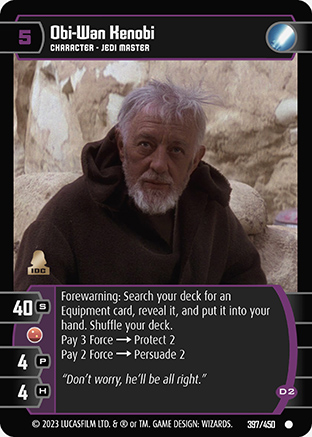 5 Obi-Wan Kenobi
CHARACTER - JEDI MASTER
IDC
40 S
4 P
4 H
Forewarning: Search your deck for an
Equipment card, reveal it, and put it into your
hand. Shuffle your deck.
Pay 3 Force → Protect 2
Pay 2 Force → Persuade 2
“Don’t worry, he’ll be all right.”
D2
© 2023 LUCASFILM LTD. & ® or TM. GAME DESIGN: WIZARDS. 397/450